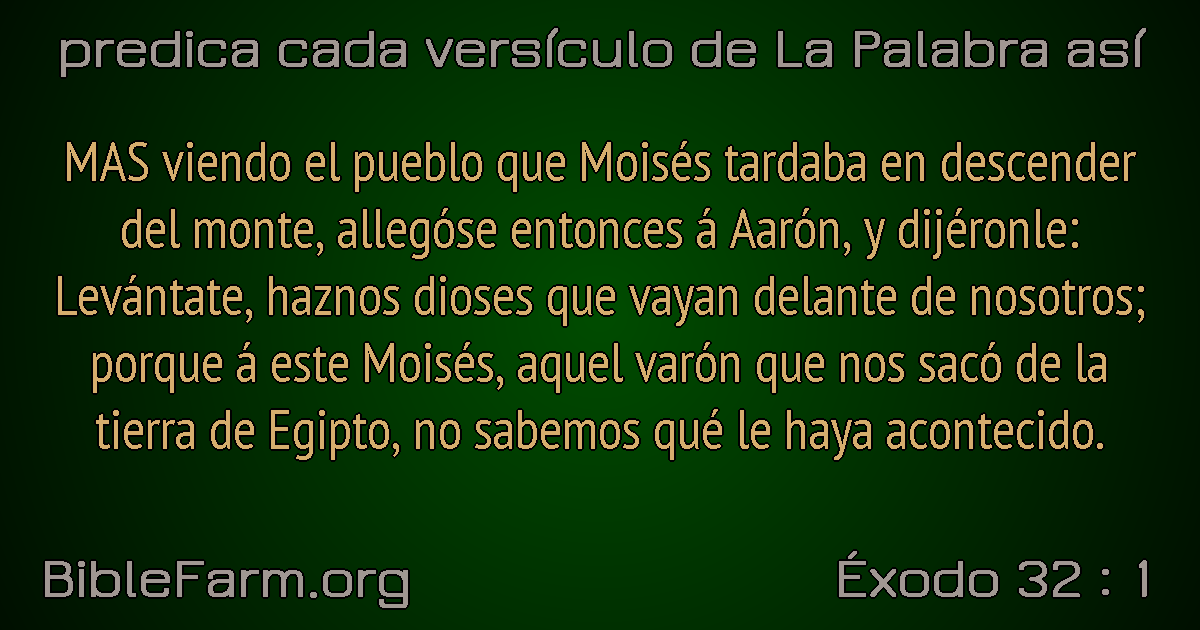 predica cada versículo de La Palabra así
MAS viendo el pueblo que Moisés tardaba en descender
del monte, allegóse entonces á Aarón, y dijéronle:
Levántate, haznos dioses que vayan delante de nosotros;
porque á este Moisés, aquel varón que nos sacó de la
tierra de Egipto, no sabemos qué le haya acontecido.
BibleFarm.org
Éxodo 32 : 1